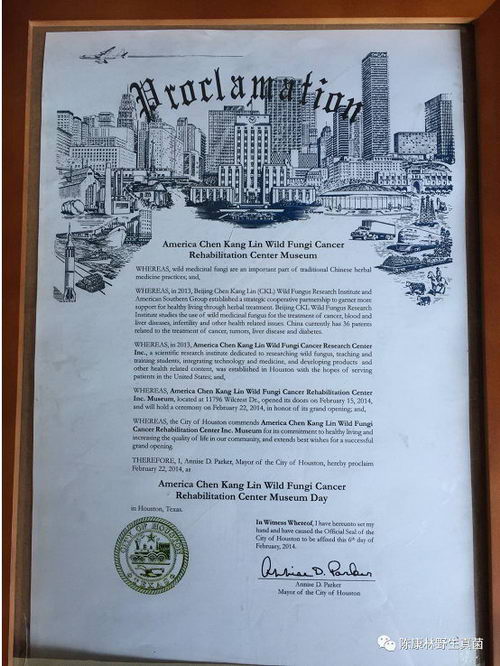 Proclamation
America Chen Kang Lin Wild Fungi Cancer
Rehabilitation Center Museum
WHEREAS, wild medicinal fungi are an important part of traditional Chinese herbal
medicine practices; and,
WHEREAS, in 2013, Beijing Chen Kang Lin (CKL) Wild Fungus Research Institute and
American Southern Group established a strategic cooperative partnership to garner more
support for healthy living through herbal treatment. Beijing CKL Wild Fungus Research
Institute studies the use of wild medicinal fungus for the treatment of cancer, blood and
liver diseases, infertility and other health related issues. China currently has 36 patents
related to the treatment of cancer, tumors, liver disease and diabetes.
WHEREAS, in 2013, America Chen Kang Lin Wild Fungi Cancer Research Center
Inc., a scientific research institute dedicated to researching wild fungus, teaching and
training students, integrating technology and medicine, and developing products and
other health related content, was established in Houston with the hopes of serving
patients in the United States; and,
WHEREAS, America Chen Kang Lin Wild Fungi Cancer Rehabilitation Center
Inc. Museum, located at 11796 Wilcrest Dr., opened its doors on February 15, 2014,
and will hold a ceremony on February 22, 2014, in honor of its grand opening; and,
WHEREAS, the City of Houston commends America Chen Kang Lin Wild Fungi
Cancer Rehabilitation Center Inc. Museum for its commitment to healthy living and
increasing the quality of life in our community, and extends best wishes for a successful
grand opening.
THEREFORE, I, Annise D. Parker, Mayor of the City of Houston, hereby proclaim
February 22, 2014, as
America Chen Kang Lin Wild Fungi Cancer
Rehabilitation Center Museum Day
in Houston, Texas.
In Witness Whereof, I have hereunto set my
hand and have caused the Official Seal of the
City of Houston to be affixed this 6th day of
February, 2014.
Annise D. Parker
Annise D. Parker
Mayor of the City of Houston
陈康林野生真菌